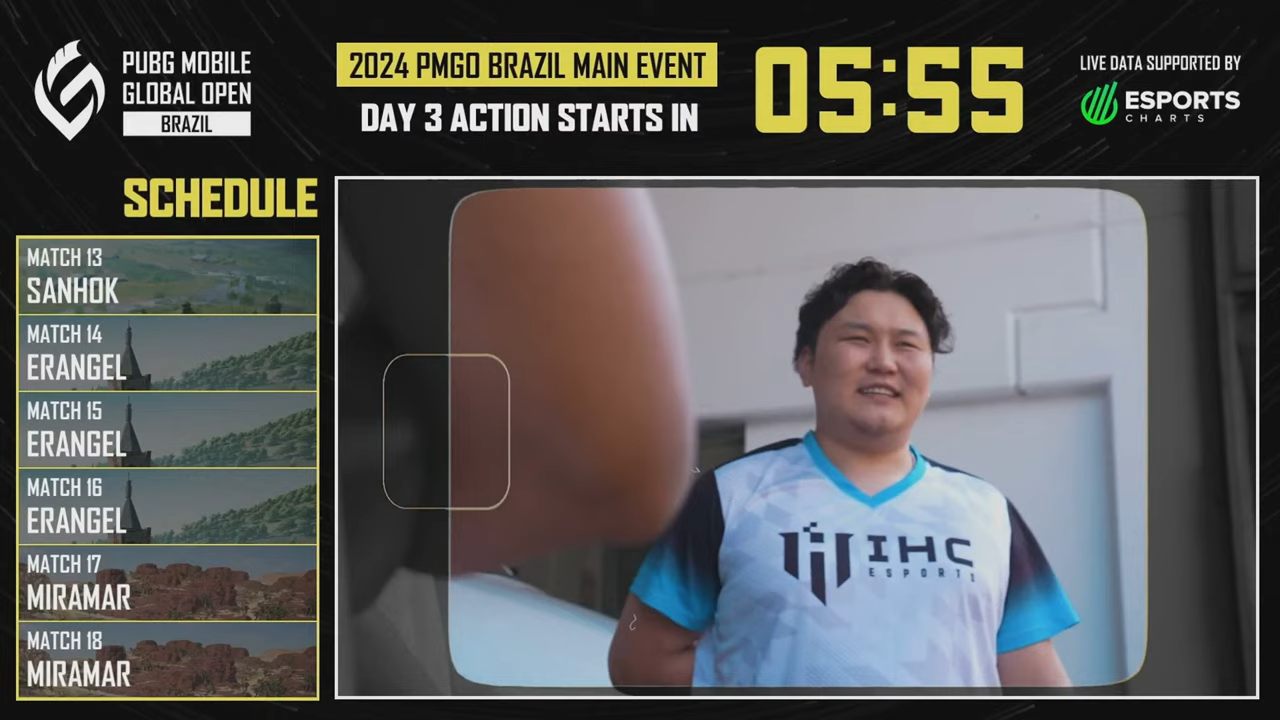 PUBG MOBILE
GLOBAL OPEN
BRAZIL
2024 PMGO BRAZIL MAIN EVENT
DAY 3 ACTION STARTS IN
05:55
LIVE DATA SUPPORTED BY
ESPORTS
CHARTS
SCHEDULE
MATCH 13
SANHOK
MATCH 14
ERANGEL
MATCH 15
ERANGEL
MATCH 16
ERANGEL
MATCH 17
MIRAMAR
MATCH 18
MIRAMAR
IHC
ESPORTS